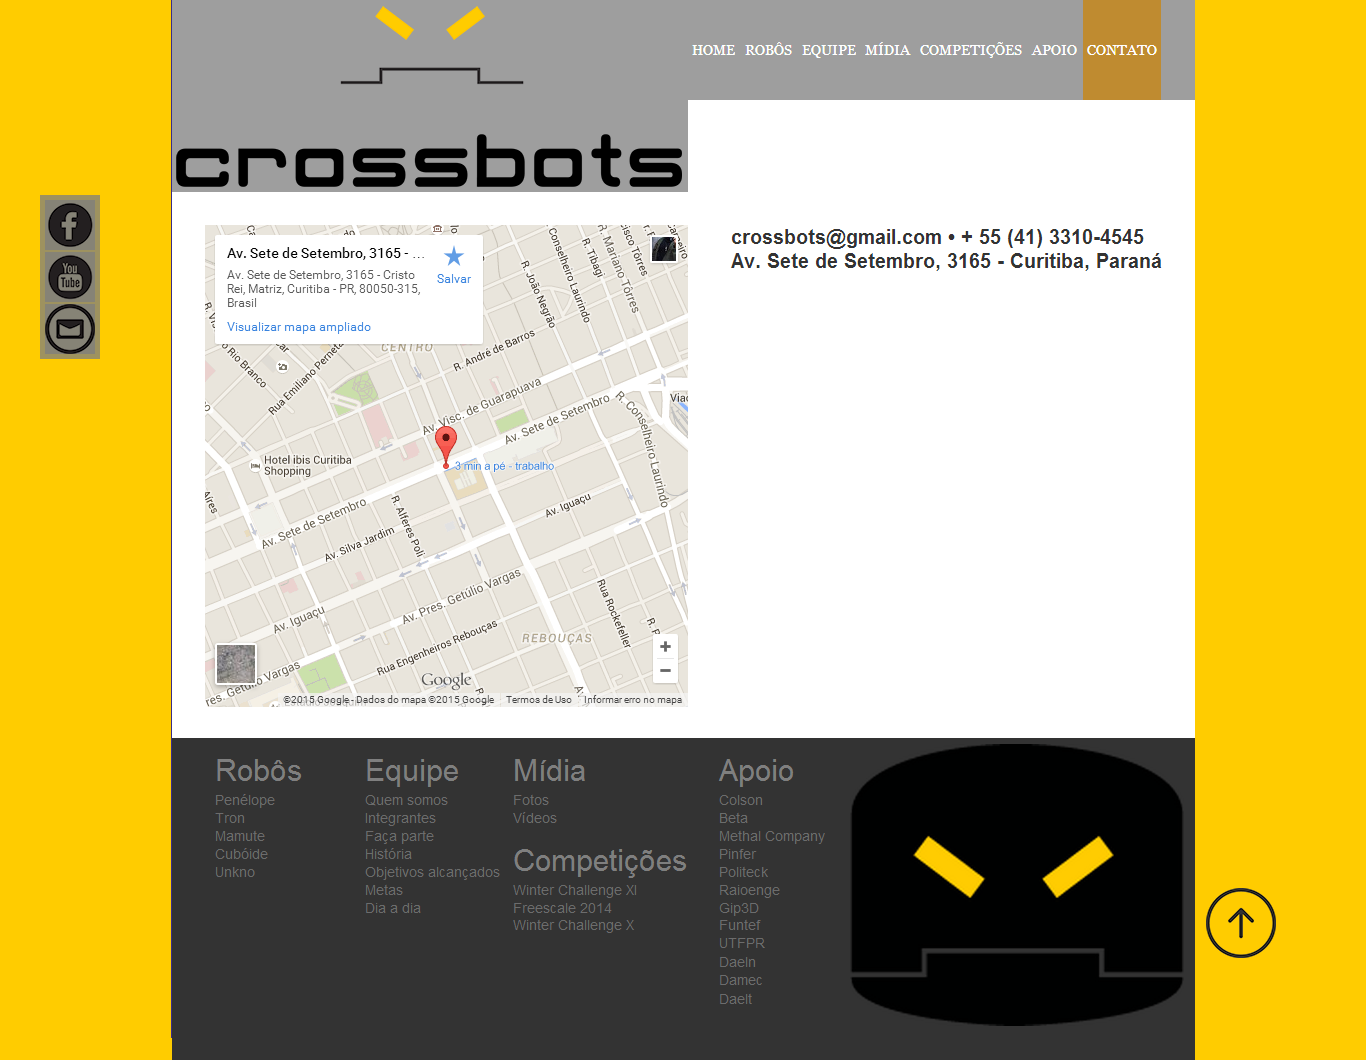 HOME ROBÔS EQUIPE MÍDIA COMPETIÇÕES APOIO CONTATO
crossbots
You
Tube
crossbots@gmail.com • + 55 (41) 3310-4545
Av. Sete de Setembro, 3165 - Curitiba, Paraná
Av. Sete de Setembro, 3165 - ...
Av. Sete de Setembro, 3165 - Cristo
Rei, Matriz, Curitiba - PR, 80050-315,
Brasil
Salvar
Visualizar mapa ampliado
R. Mariano Tôrres
R. Tibagi
R. Conselheiro Laurindo
R. João Negrão
CENTRO
R. André de Barros
Rio Branco
Rua Emiliano Perneta
Av. Visc. de Guarapuava
Av. Sete de Setembro
R. Conselheiro Laurindo
Hotel ibis Curitiba
Shopping
3 min a pé - trabalho
Av. Sete de Setembro
R. Alferes Poli
Av. Iguaçu
Av. Silva Jardim
Av. Pres. Getúlio Vargas
Rua Rockefeller
Av. Iguaçu
Rua Engenheiros Rebouças
REBOUÇAS
res. Getúlio Vargas
Google
©2015 Google - Dados do mapa ©2015 Google
Termos de Uso
Informar erro no mapa
Robôs
Penélope
Tron
Mamute
Cubóide
Unkno
Equipe
Quem somos
Integrantes
Faça parte
História
Objetivos alcançados
Metas
Dia a dia
Mídia
Fotos
Vídeos
Competições
Winter Challenge XI
Freescale 2014
Winter Challenge X
Apoio
Colson
Beta
Methal Company
Pinfer
Politeck
Raioenge
Gip3D
Funtef
UTFPR
Daeln
Damec
Daelt